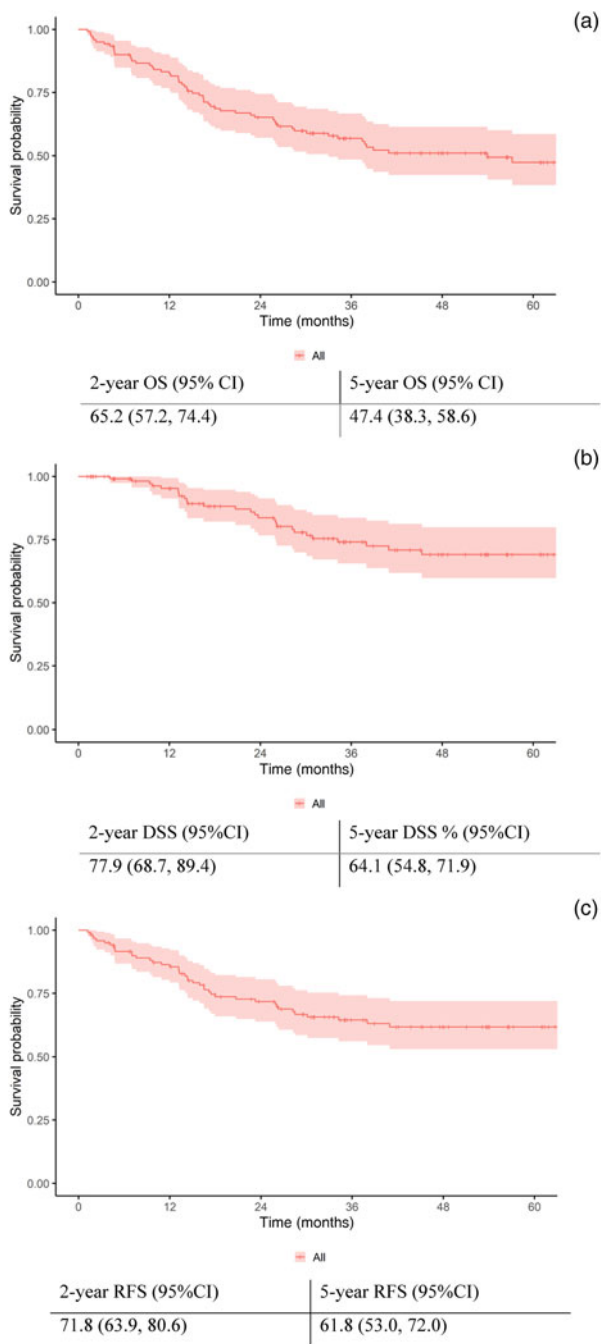 (a)
1.00
0.75
0.50
0.25
0.00
Survival probability
0 12 24 36 48 60
Time (months)
All
2-year OS (95% CI) 5-year OS (95% CI)
65.2 (57.2, 74.4) 47.4 (38.3, 58.6)
(b)
1.00
0.75
0.50
0.25
0.00
Survival probability
0 12 24 36 48 60
Time (months)
All
2-year DSS (95%CI) 5-year DSS % (95%CI)
77.9 (68.7, 89.4) 64.1 (54.8, 71.9)
(c)
1.00
0.75
0.50
0.25
0.00
Survival probability
0 12 24 36 48 60
Time (months)
All
2-year RFS (95%CI) 5-year RFS (95%CI)
71.8 (63.9, 80.6) 61.8 (53.0, 72.0)